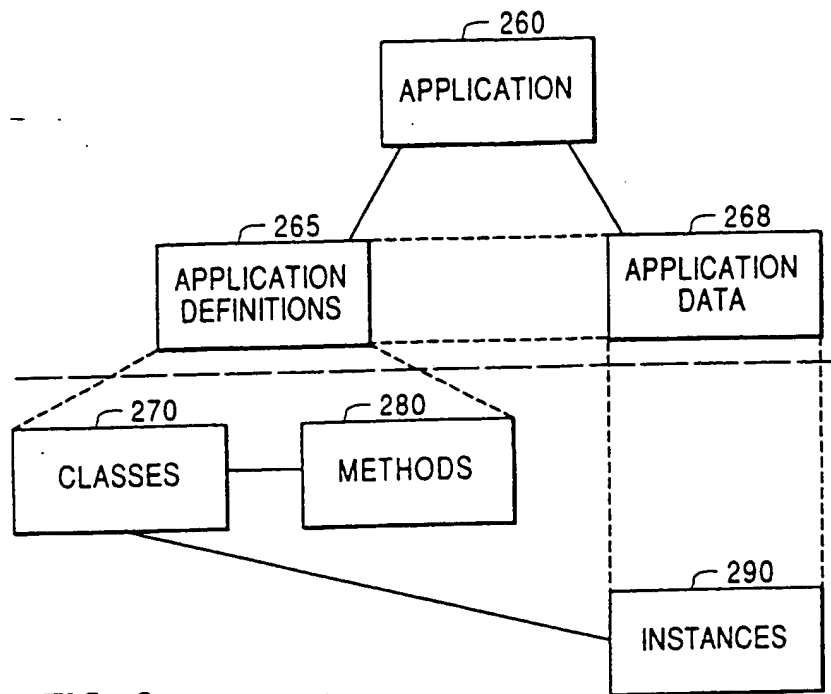 260
APPLICATION
265
APPLICATION
DEFINITIONS
268
APPLICATION
DATA
270
CLASSES
280
METHODS
290
INSTANCES